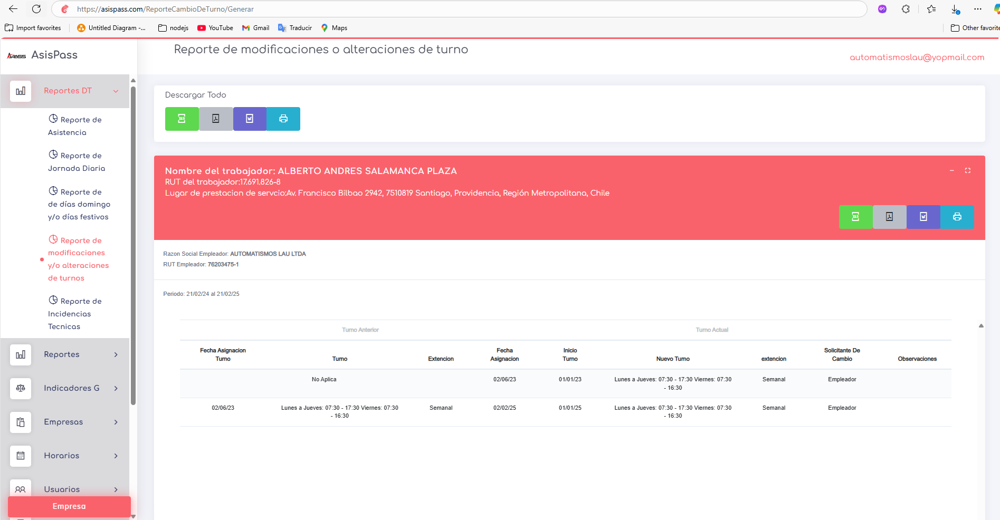 https://asispass.com/ReporteCambioDeTurno/Generar
Import favorites
Untitled Diagram -...
nodejs
YouTube
Gmail
Traducir
Maps
Other favorite
AsisPass
Reporte de modificaciones o alteraciones de turno
automatismoslau@yopmail.com
Reportes DT
Reporte de
Asistencia
Reporte de
Jornada Diaria
Reporte de
de días domingo
y/o días festivos
Reporte de
modificaciones
y/o alteraciones
de turnos
Reporte de
Incidencias
Tecnicas
Reportes
Indicadores G
Empresas
Horarios
Usuarios
Empresa
Descargar Todo
XLS
Nombre del trabajador: ALBERTO ANDRES SALAMANCA PLAZA
RUT del trabajador:17.691.826-8
Lugar de prestacion de servcio:Av. Francisco Bilbao 2942, 7510819 Santiago, Providencia, Región Metropolitana, Chile
XLS
Razon Social Empleador: AUTOMATISMOS LAU LTDA
RUT Empleador: 76203475-1
Periodo: 21/02/24 al 21/02/25
Turno Anterior Turno Actual
Fecha Asignacion
Turno
Turno
Extencion
Fecha
Asignacion
Inicio
Turno
Nuevo Turno
extencion
Solicitante De
Cambio
Observaciones
No Aplica
02/06/23
01/01/23
Lunes a Jueves: 07:30 - 17:30 Viernes: 07:30
- 16:30
Semanal
Empleador
02/06/23
Lunes a Jueves: 07:30 - 17:30 Viernes: 07:30
- 16:30
Semanal
02/02/25
01/01/25
Lunes a Jueves: 07:30 - 17:30 Viernes: 07:30
- 16:30
Semanal
Empleador